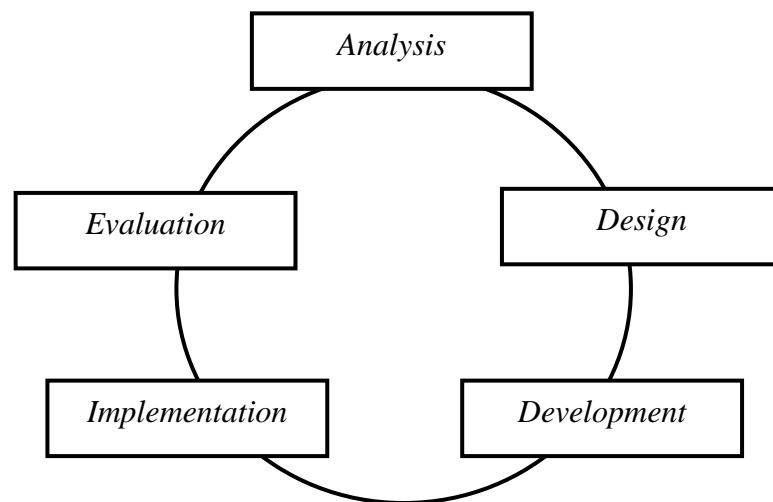 Analysis
Evaluation
Design
Implementation
Development